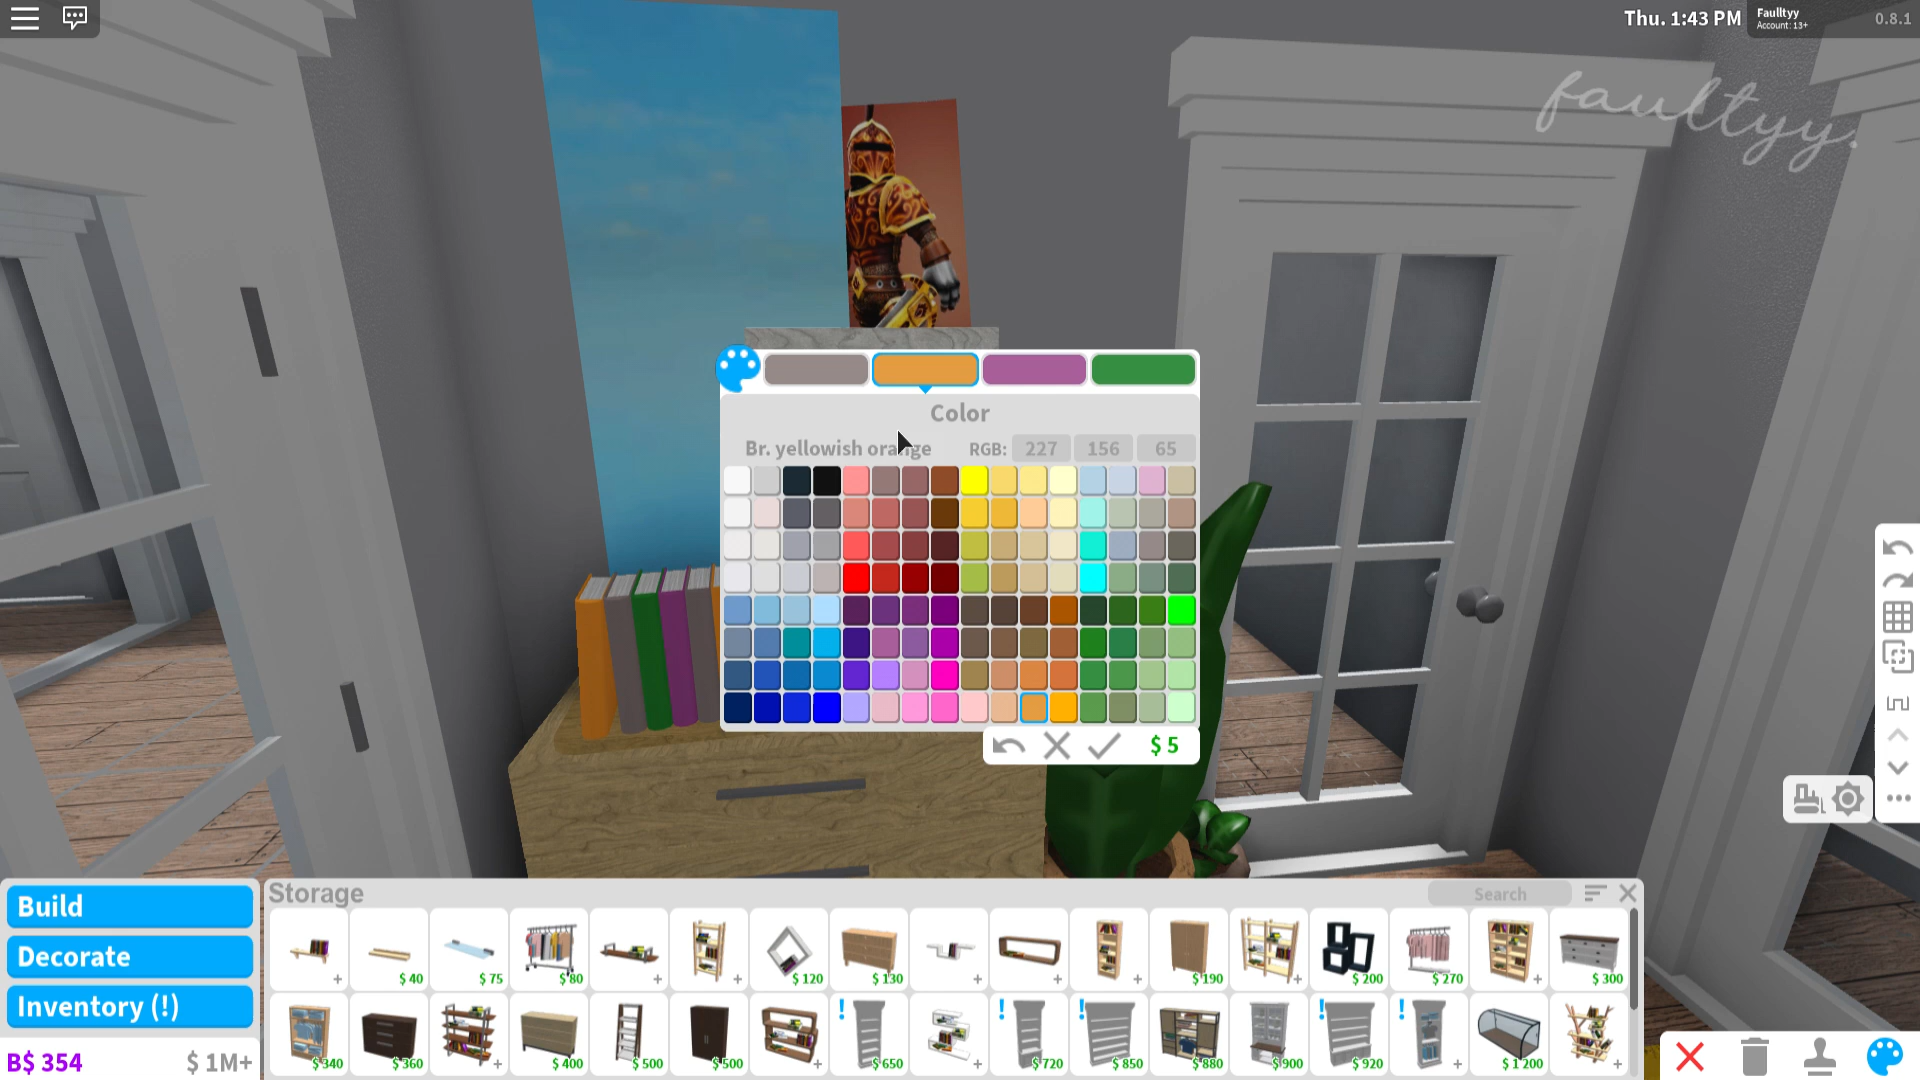 Thu. 1:43 PM
Faulltyy
Account: 13+
0.8.1
faultyy.
Color
Br. yellowish orange
RGB: 227 156 65
$ 5
Build
Decorate
Inventory (!)
B$ 354
$ 1M+
Storage
Search
+ $ 40 $ 75 $ 80 + + $ 120 $ 130 + + + $ 190 + $ 200 $ 270 + $ 300
$ 340 $ 360 + $ 400 $ 500 $ 500 + ! $ 650 + ! $ 720 ! $ 850 $ 880 $ 900 ! $ 920 ! + $ 1 200 +